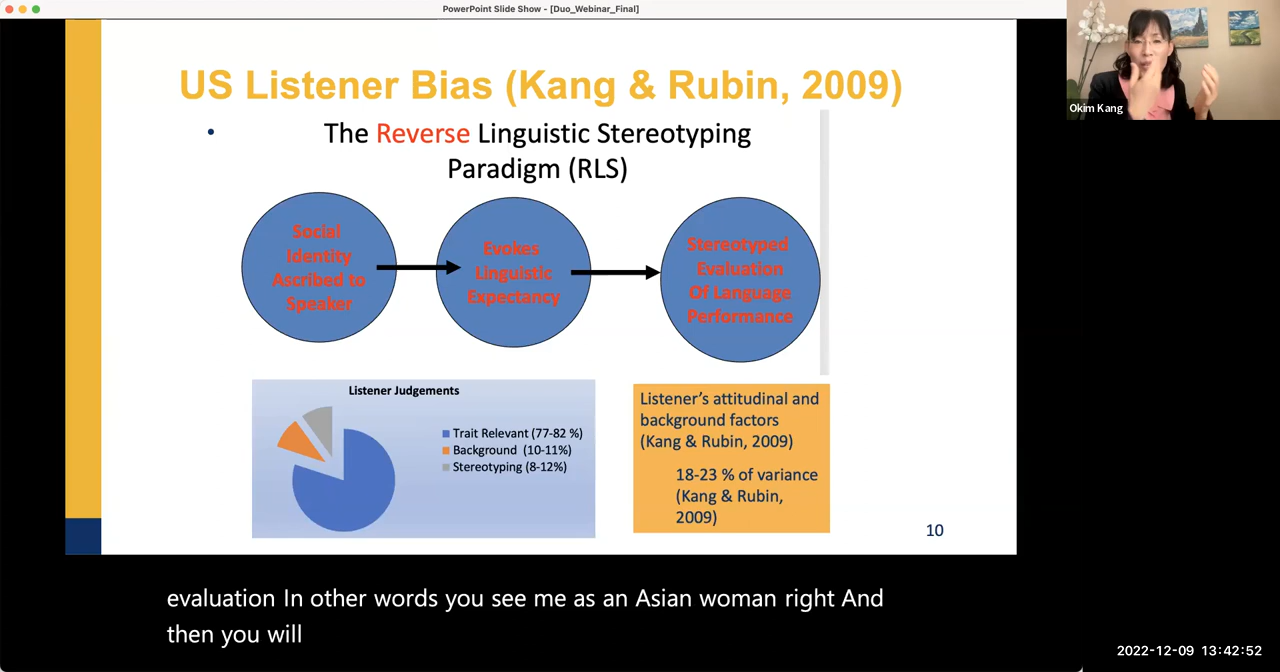 PowerPoint Slide Show - [Duo_Webinar_Final]
Okim Kang
US Listener Bias (Kang & Rubin, 2009)
• The Reverse Linguistic Stereotyping
Paradigm (RLS)
Social
Identity
Ascribed to
Speaker
Evokes
Linguistic
Expectancy
Stereotyped
Evaluation
Of Language
Performance
Listener Judgements
Trait Relevant (77-82 %)
Background (10-11%)
Stereotyping (8-12%)
Listener's attitudinal and
background factors
(Kang & Rubin, 2009)
18-23 % of variance
(Kang & Rubin,
2009)
10
evaluation In other words you see me as an Asian woman right And
then you will
2022-12-09 13:42:52